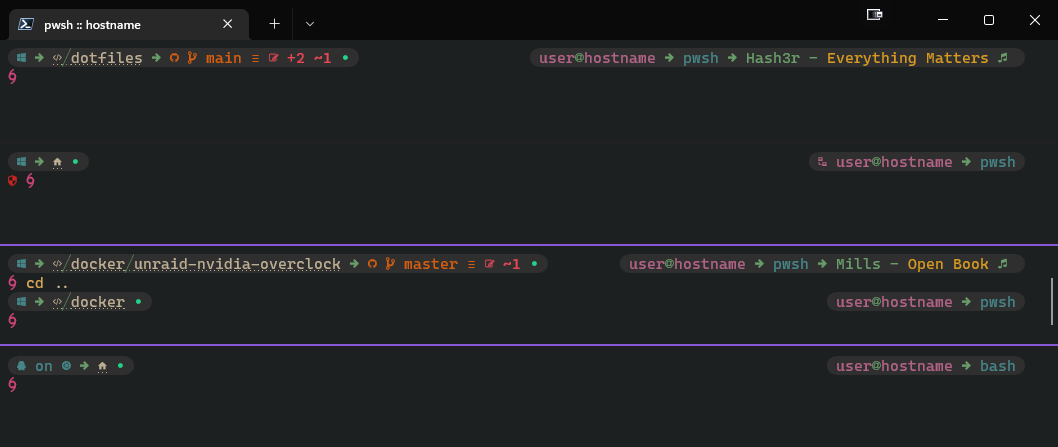 pwsh :: hostname
</>/dotfiles main ≡ +2 ~1 user@hostname pwsh Hash3r - Everything Matters
user@hostname pwsh
</>/docker/unraid-nvidia-overclock master ≡ ~1 user@hostname pwsh Mills - Open Book
cd ..
</>/docker user@hostname pwsh
on user@hostname bash